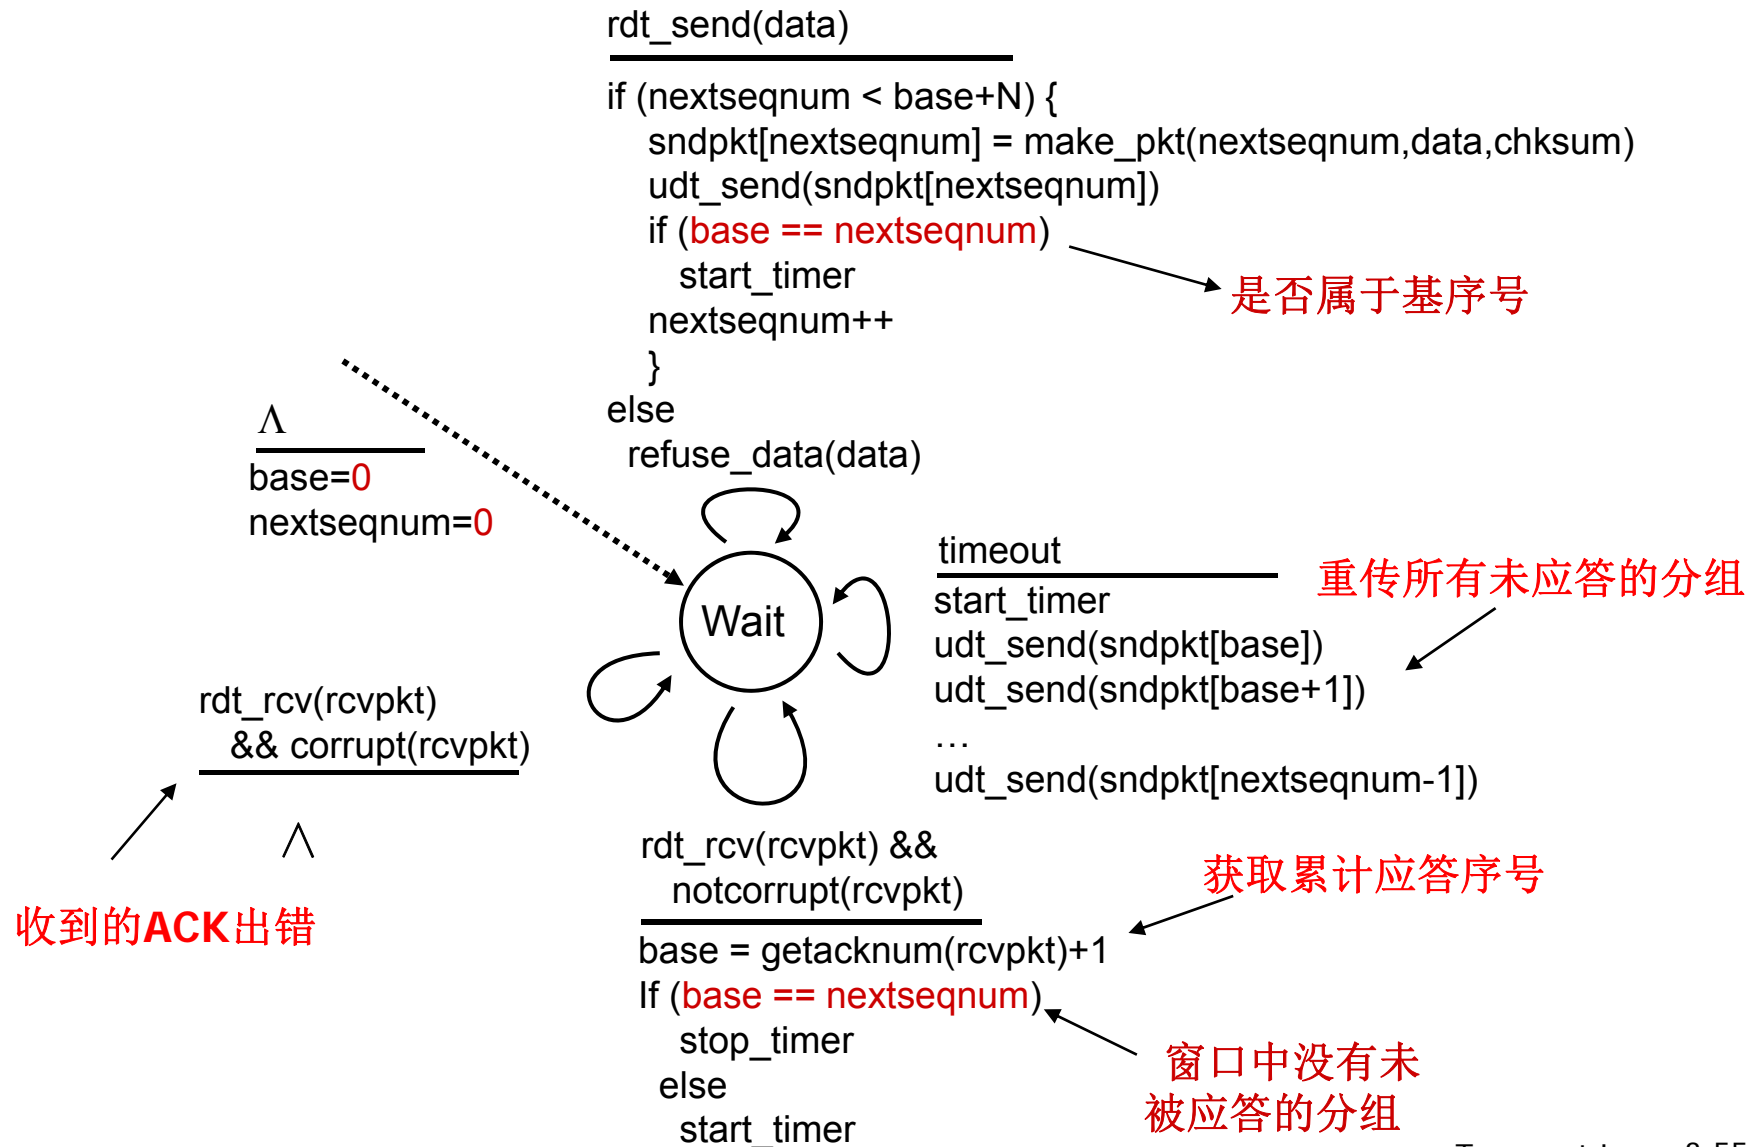 rdt_send(data)
if (nextseqnum < base+N) {
sndpkt[nextseqnum] = make_pkt(nextseqnum,data,chksum)
udt_send(sndpkt[nextseqnum])
if (base == nextseqnum)
start_timer
nextseqnum++
}
else
refuse_data(data)
是否属于基序号
Λ
base=0
nextseqnum=0
Wait
timeout
start_timer
udt_send(sndpkt[base])
udt_send(sndpkt[base+1])
…
udt_send(sndpkt[nextseqnum-1])
重传所有未应答的分组
rdt_rcv(rcvpkt)
&& corrupt(rcvpkt)
Λ
收到的ACK出错
rdt_rcv(rcvpkt) &&
notcorrupt(rcvpkt)
base = getacknum(rcvpkt)+1
If (base == nextseqnum)
stop_timer
else
start_timer
获取累计应答序号
窗口中没有未
被应答的分组